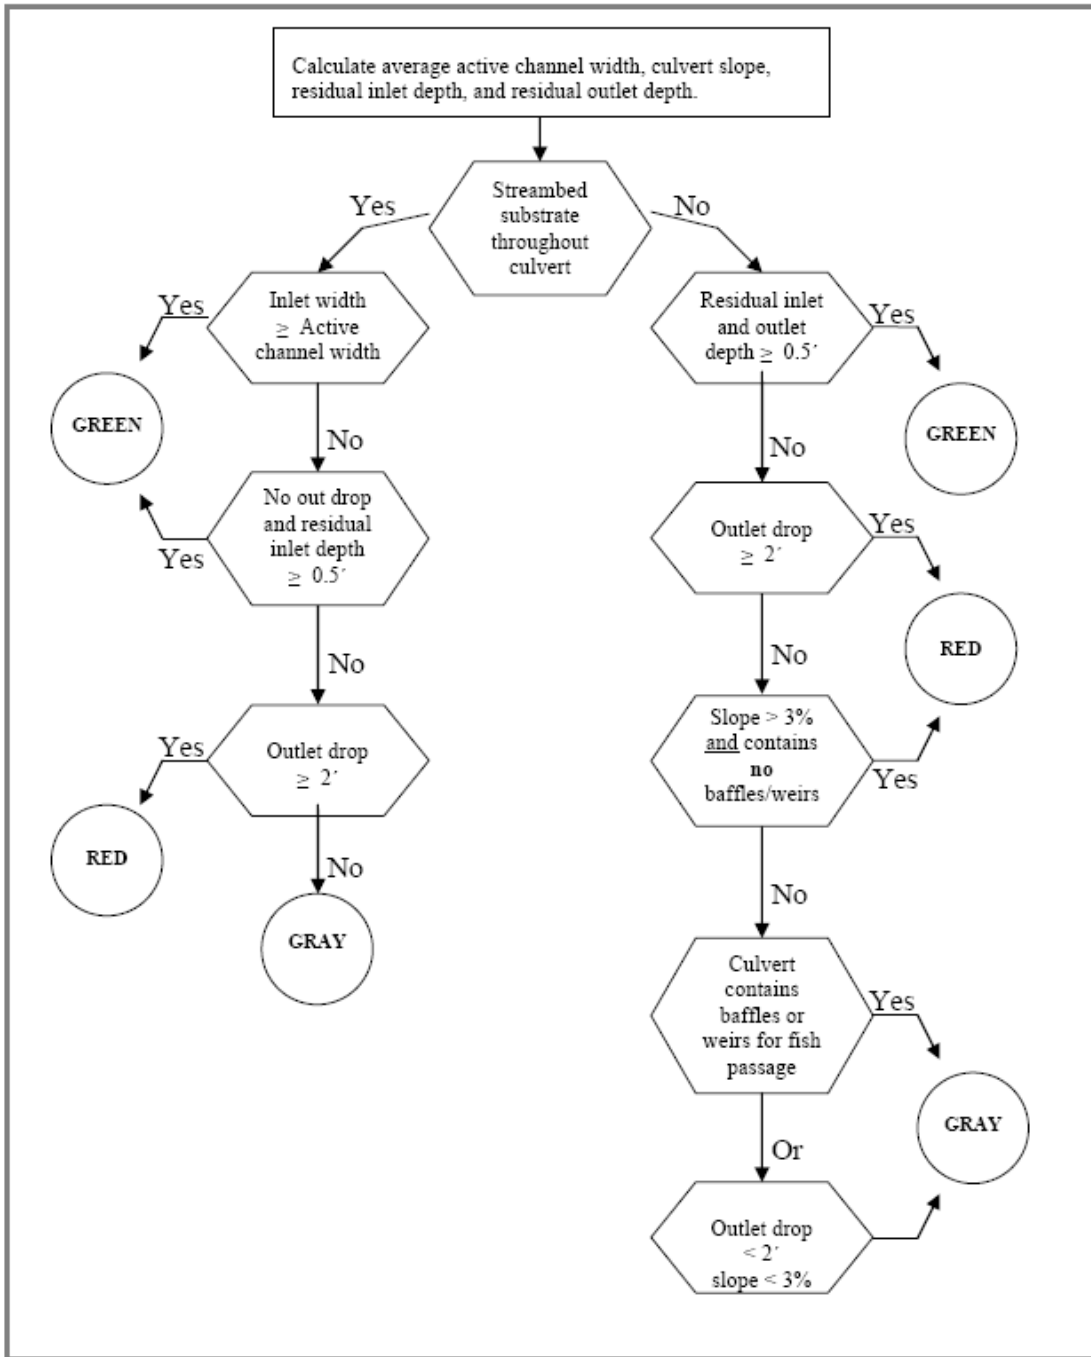 Calculate average active channel width, culvert slope,
residual inlet depth, and residual outlet depth.
Streambed
substrate
throughout
culvert
Yes
No
Inlet width
≥ Active
channel width
Yes
GREEN
No
No out drop
and residual
inlet depth
≥ 0.5´
Yes
No
Outlet drop
≥ 2´
Yes
RED
No
GRAY
Residual inlet
and outlet
depth ≥ 0.5´
Yes
GREEN
No
Outlet drop
≥ 2´
Yes
RED
No
Slope > 3%
and contains
no
baffles/weirs
Yes
No
Culvert
contains
baffles or
weirs for fish
passage
Yes
GRAY
Or
Outlet drop
< 2´
slope < 3%